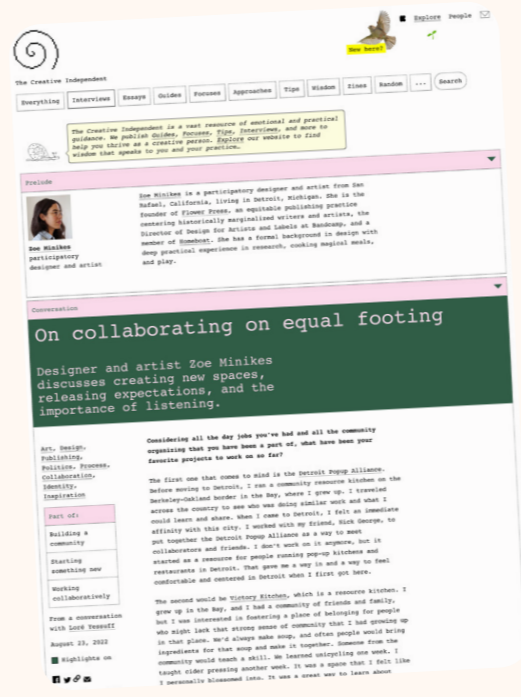 Explore People
New here?
The Creative Independent
Everything Interviews Essays Guides Focuses Approaches Tips Wisdom Zines Random ... Search
The Creative Independent is a vast resource of emotional and practical
guidance. We publish Guides, Focuses, Tips, Interviews, and more to
help you thrive as a creative person. Explore our website to find
wisdom that speaks to you and your practice…
Prelude
Zoe Minikes
participatory
designer and artist
Zoe Minikes is a participatory designer and artist from San
Rafael, California, living in Detroit, Michigan. She is the
founder of Flower Press, an equitable publishing practice
centering historically marginalized writers and artists, the
Director of Design for Artists and Labels at Bandcamp, and a
member of Homeboat. She has a formal background in design with
deep practical experience in research, cooking magical meals,
and play.
Conversation
On collaborating on equal footing
Designer and artist Zoe Minikes
discusses creating new spaces,
releasing expectations, and the
importance of listening.
Art, Design,
Publishing,
Politics, Process,
Collaboration,
Identity,
Inspiration
Part of:
Building a
community
Starting
something new
Working
collaboratively
From a conversation
with Lord Yessuff
August 23, 2022
Highlights on
Considering all the day jobs you've had and all the community
organizing that you have been a part of, what have been your
favorite projects to work on so far?
The first one that comes to mind is the Detroit Popup Alliance.
Before moving to Detroit, I ran a community resource kitchen on the
Berkeley-Oakland border in the Bay, where I grew up. I traveled
across the country to see who was doing similar work and what I
could learn and share. When I came to Detroit, I felt an immediate
affinity with this city. I worked with my friend, Nick George, to
put together the Detroit Popup Alliance as a way to meet
collaborators and friends. I don't work on it anymore, but it
started as a resource for people running pop-up kitchens and
restaurants in Detroit. That gave me a way in and a way to feel
comfortable and centered in Detroit when I first got here.
The second would be Victory Kitchen, which is a resource kitchen. I
grew up in the Bay, and I had a community of friends and family,
but I was interested in fostering a place of belonging for people
who might lack that strong sense of community that I had growing up
in that place. We'd always make soup, and often people would bring
ingredients for that soup and make it together. Someone from the
community would teach a skill. We learned unicycling one week. I
taught cider pressing another week. It was a space that I felt like
I personally blossomed into. It was a great way to learn about